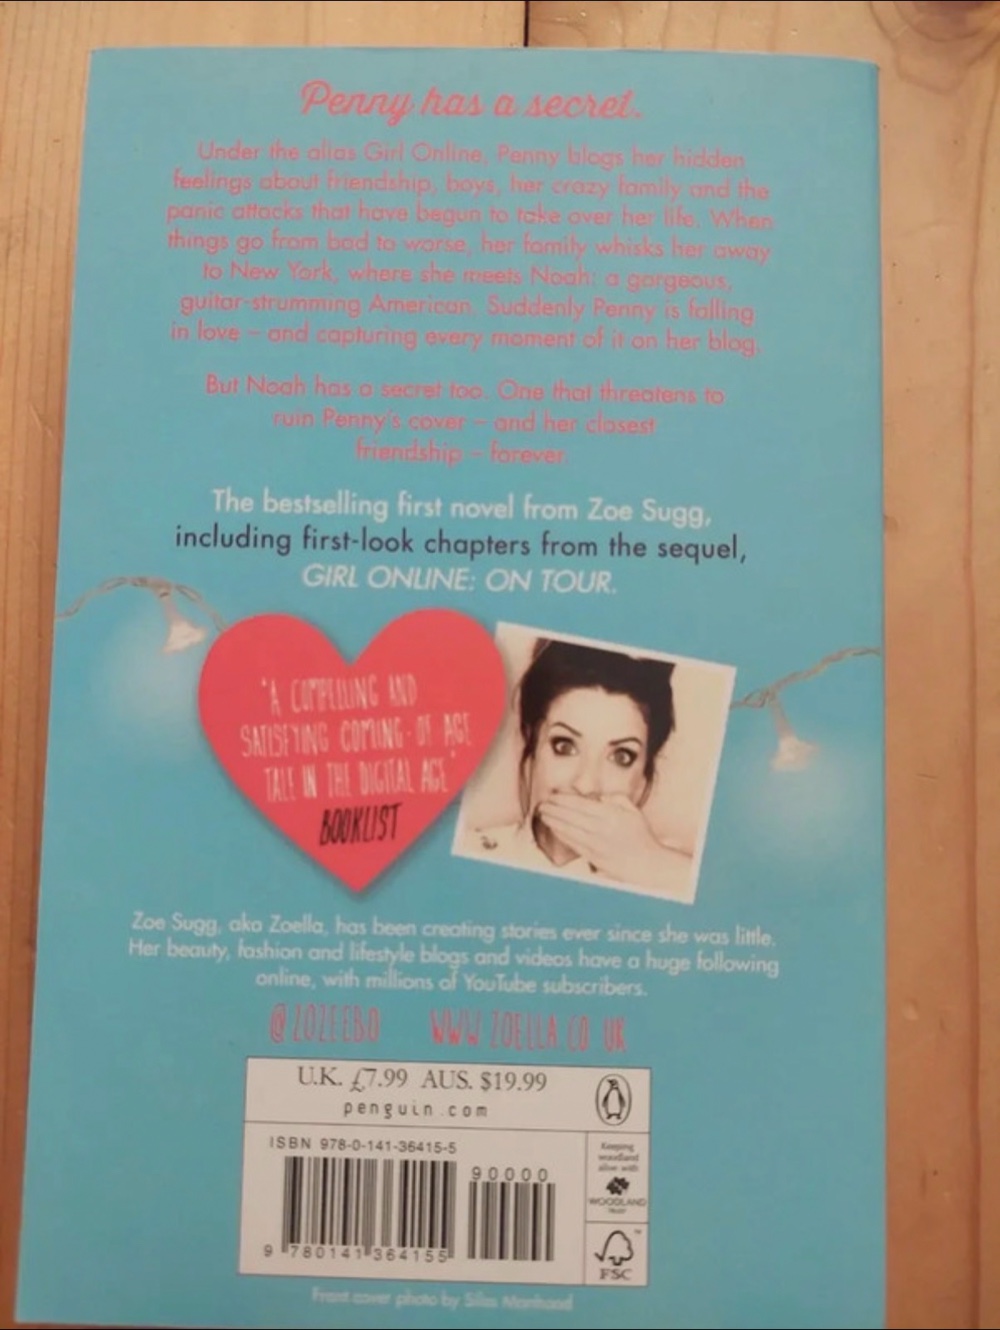 Penny has a secret.
Under the alias Girl Online, Penny blogs her hidden
feelings about friendship, boys, her crazy family and the
panic attacks that have begun to take over her life. When
things go from bad to worse, her family whisks her away
to New York, where she meets Noah: a gorgeous,
guitar-strumming American. Suddenly Penny is falling
in love – and capturing every moment of it on her blog.
But Noah has a secret too. One that threatens to
ruin Penny's cover – and her closest
friendship – forever.
The bestselling first novel from Zoe Sugg,
including first-look chapters from the sequel,
GIRL ONLINE: ON TOUR.
'A COMPELLING AND
SATISFYING COMING-OF AGE
TALE IN THE DIGITAL AGE'
BOOKLIST
Zoe Sugg, aka Zoella, has been creating stories ever since she was little.
Her beauty, fashion and lifestyle blogs and videos have a huge following
online, with millions of YouTube subscribers.
@ZOZEEBO WWW.ZOELLA.CO.UK
U.K. £7.99 AUS. $19.99
penguin.com
ISBN 978-0-141-36415-5
90000
9 780141 364155
Keeping
woodland
alive with
WOODLAND
TRUST
FSC
Front cover photo by Silas Manhood